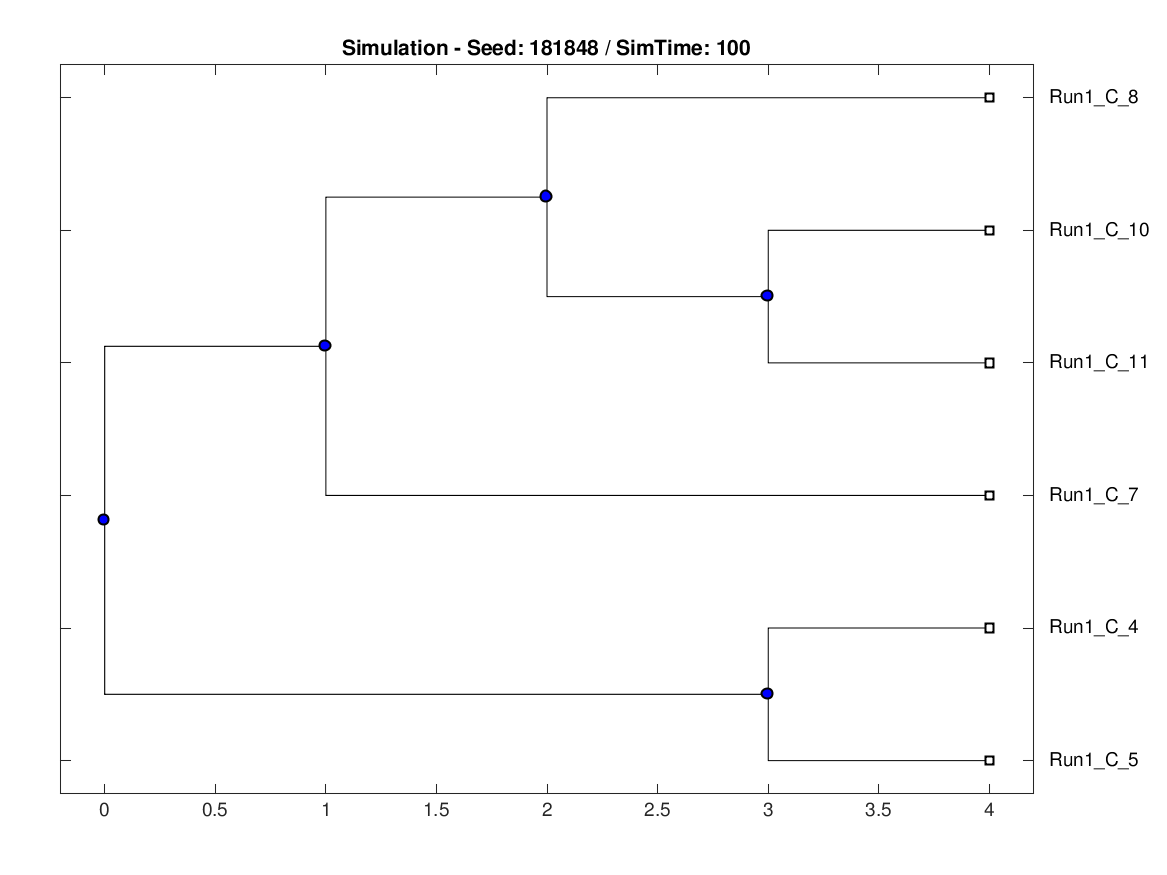 Simulation - Seed: 181848 / SimTime: 100
Run1_C_8
Run1_C_10
Run1_C_11
Run1_C_7
Run1_C_4
Run1_C_5
0 0.5 1 1.5 2 2.5 3 3.5 4